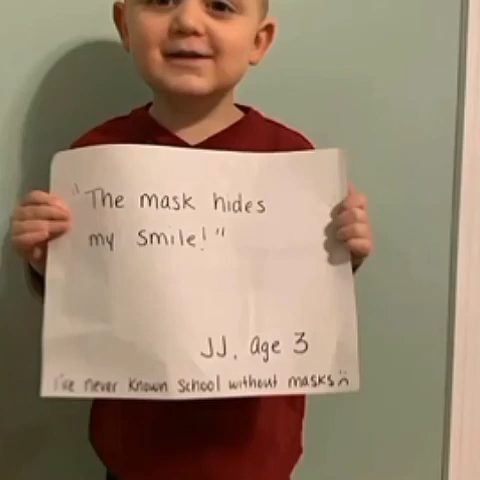 "The mask hides
my smile!"
JJ, age 3
I've never known school without masks :(